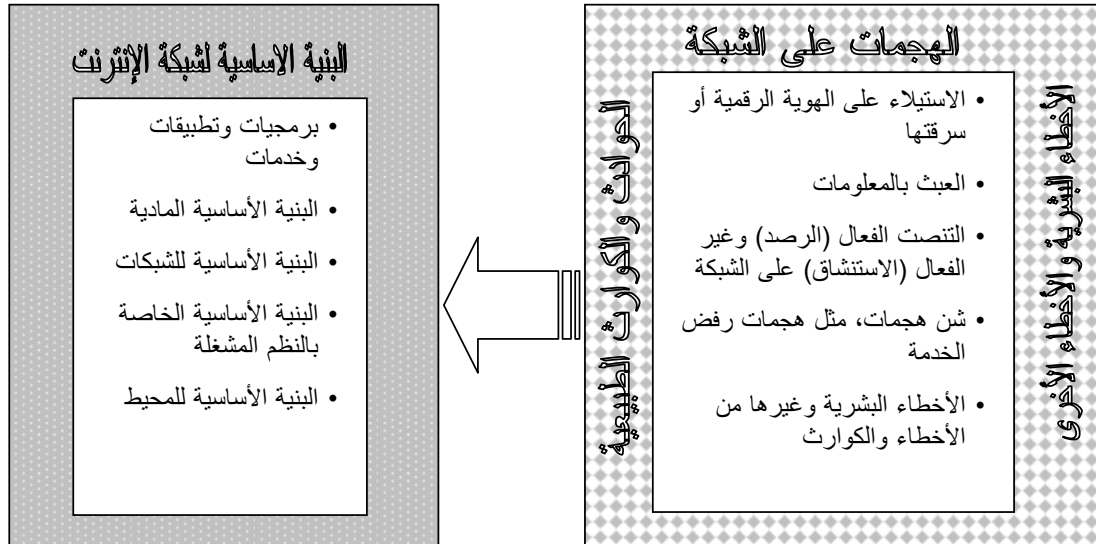 الهجمات على الشبكة
الأخطاء البشرية والأخطاء الأخرى
• الاستيلاء على الهوية الرقمية أو
سرقتها
• العبث بالمعلومات
• التنصت الفعال (الرصد) وغير
الفعال (الاستنشاق) على الشبكة
• شن هجمات، مثل هجمات رفض
الخدمة
• الأخطاء البشرية وغيرها من
الأخطاء والكوارث
الحوادث والكوارث الطبيعية
البنية الاساسية لشبكة الإنترنت
• برمجيات وتطبيقات
وخدمات
• البنية الأساسية المادية
• البنية الأساسية للشبكات
• البنية الأساسية الخاصة
بالنظم المشغلة
• البنية الأساسية للمحيط